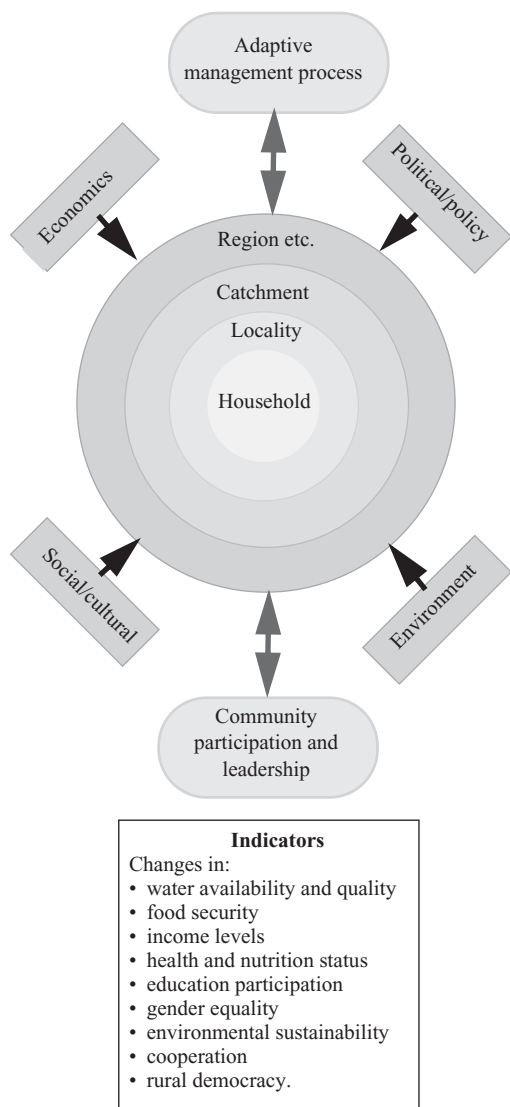 Adaptive
management process
Economics
Political/policy
Region etc.
Catchment
Locality
Household
Social/cultural
Environment
Community
participation and
leadership
Indicators
Changes in:
• water availability and quality
• food security
• income levels
• health and nutrition status
• education participation
• gender equality
• environmental sustainability
• cooperation
• rural democracy.